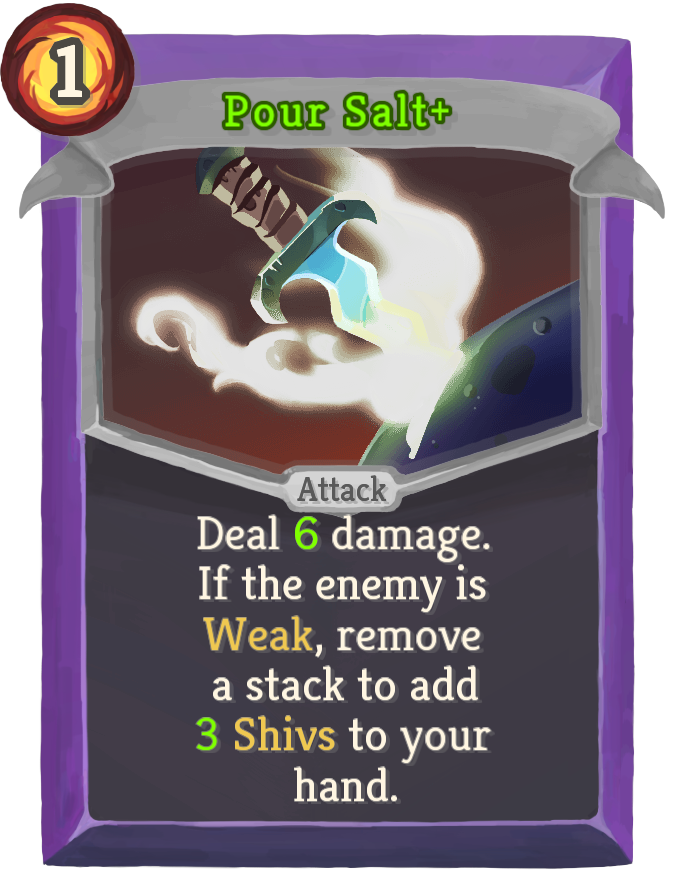 1
Pour Salt+
Attack
Deal 6 damage.
If the enemy is
Weak, remove
a stack to add
3 Shivs to your
hand.